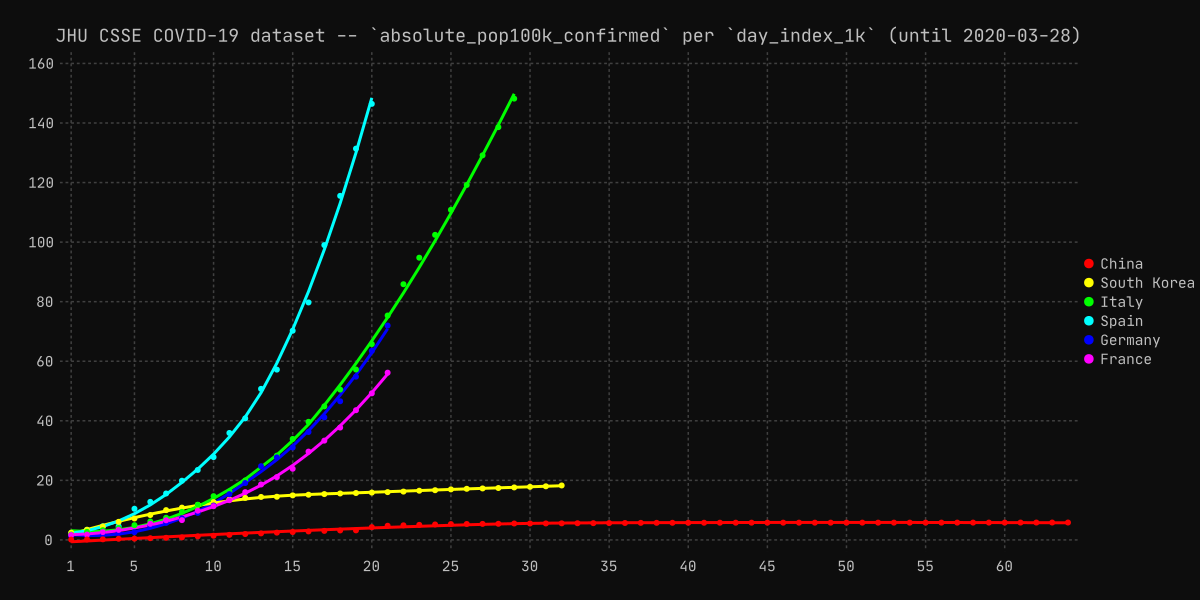 JHU CSSE COVID-19 dataset -- `absolute_pop100k_confirmed` per `day_index_1k` (until 2020-03-28)
160
140
120
100
80
60
40
20
0
1 5 10 15 20 25 30 35 40 45 50 55 60
China
South Korea
Italy
Spain
Germany
France